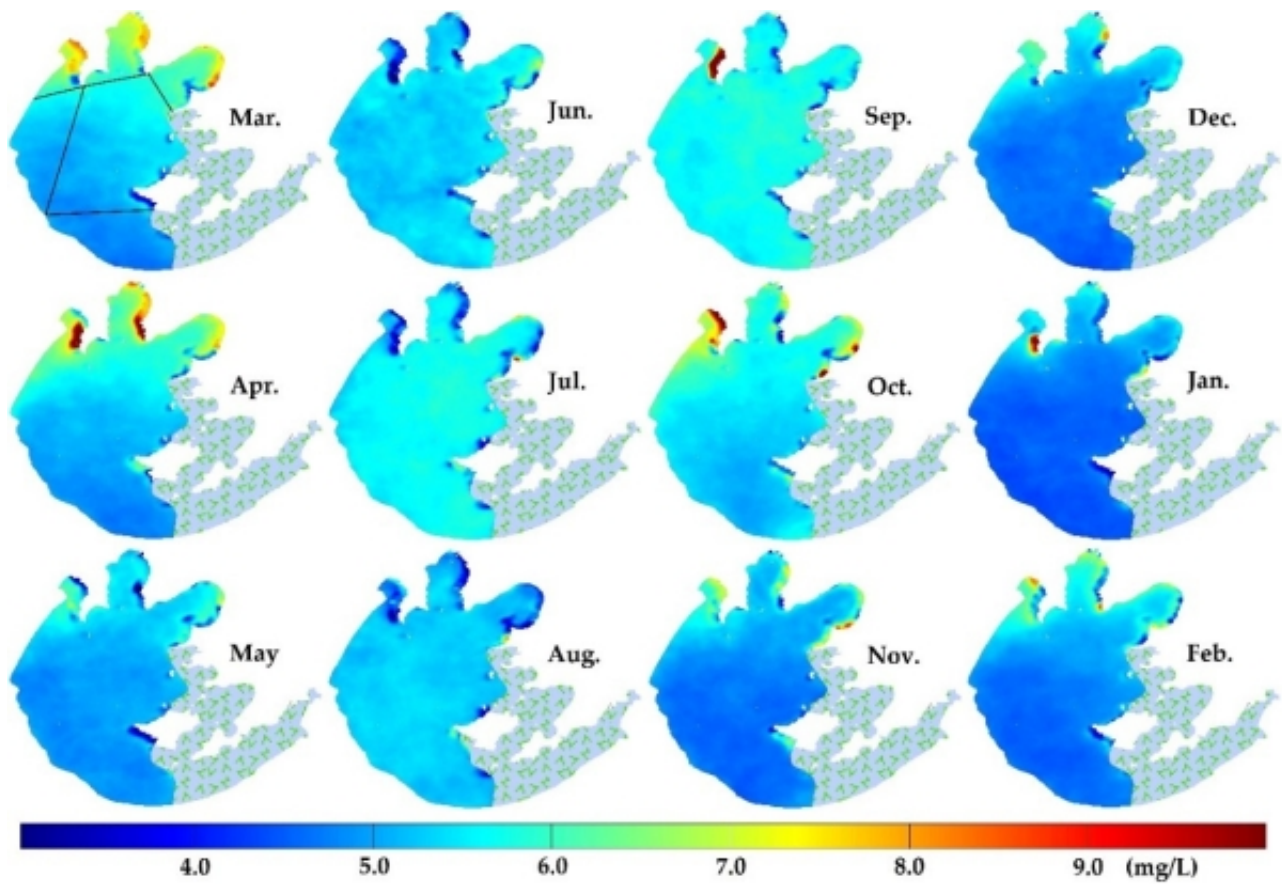 Mar.
Jun.
Sep.
Dec.
Apr.
Jul.
Oct.
Jan.
May
Aug.
Nov.
Feb.
4.0 5.0 6.0 7.0 8.0 9.0 (mg/L)